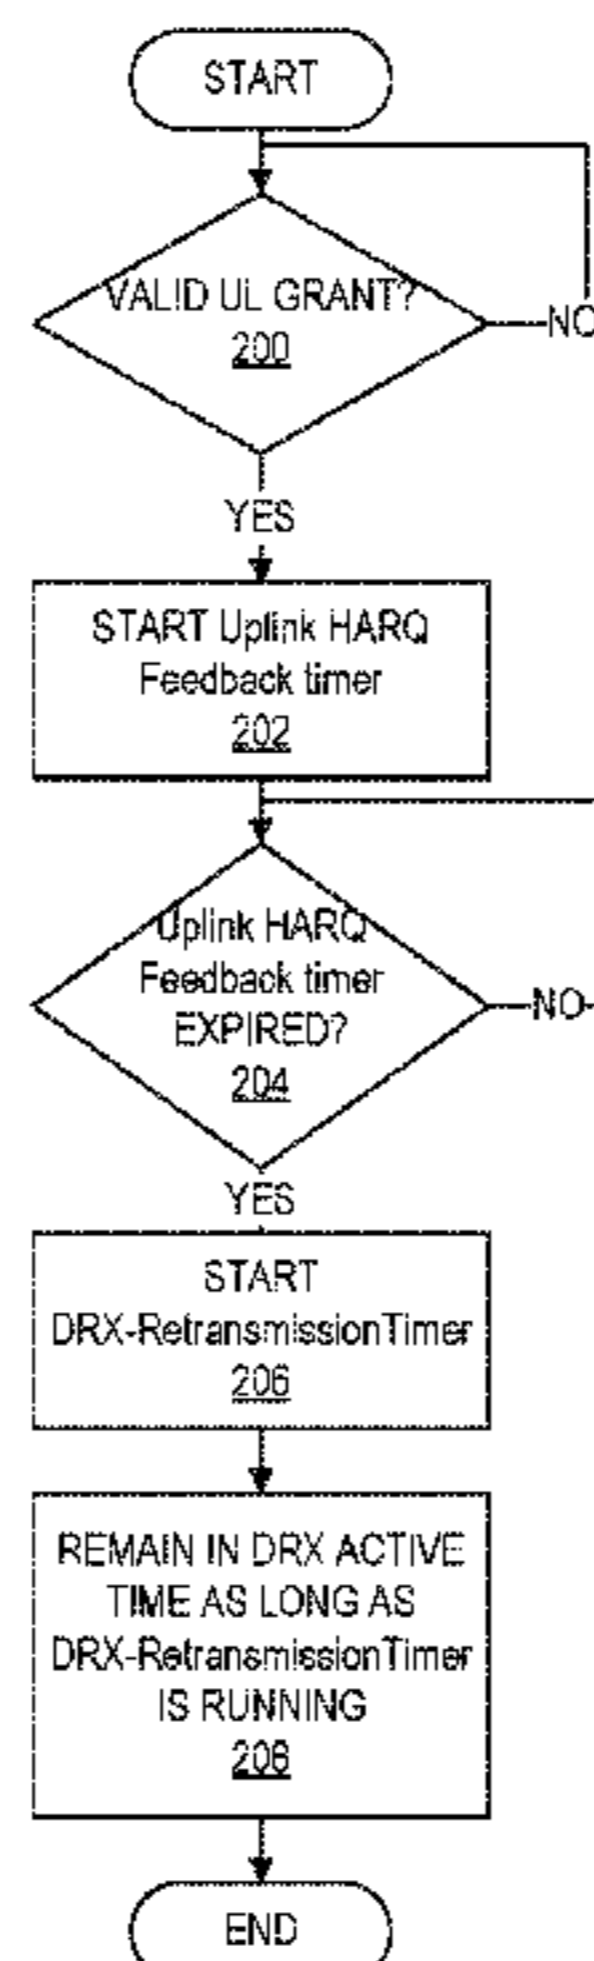 START
VALID UL GRANT?
200
NO
YES
START Uplink HARQ
Feedback timer
202
Uplink HARQ
Feedback timer
EXPIRED?
204
NO
YES
START
DRX-RetransmissionTimer
206
REMAIN IN DRX ACTIVE
TIME AS LONG AS
DRX-RetransmissionTimer
IS RUNNING
208
END